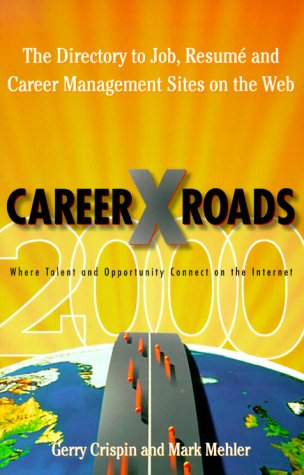 The Directory to Job, Resumé and
Career Management Sites on the Web
CAREER X ROADS
2000
Where Talent and Opportunity Connect on the Internet
Gerry Crispin and Mark Mehler